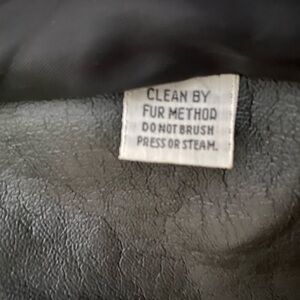 CLEAN BY
FUR METHOD
DO NOT BRUSH
PRESS OR STEAM.